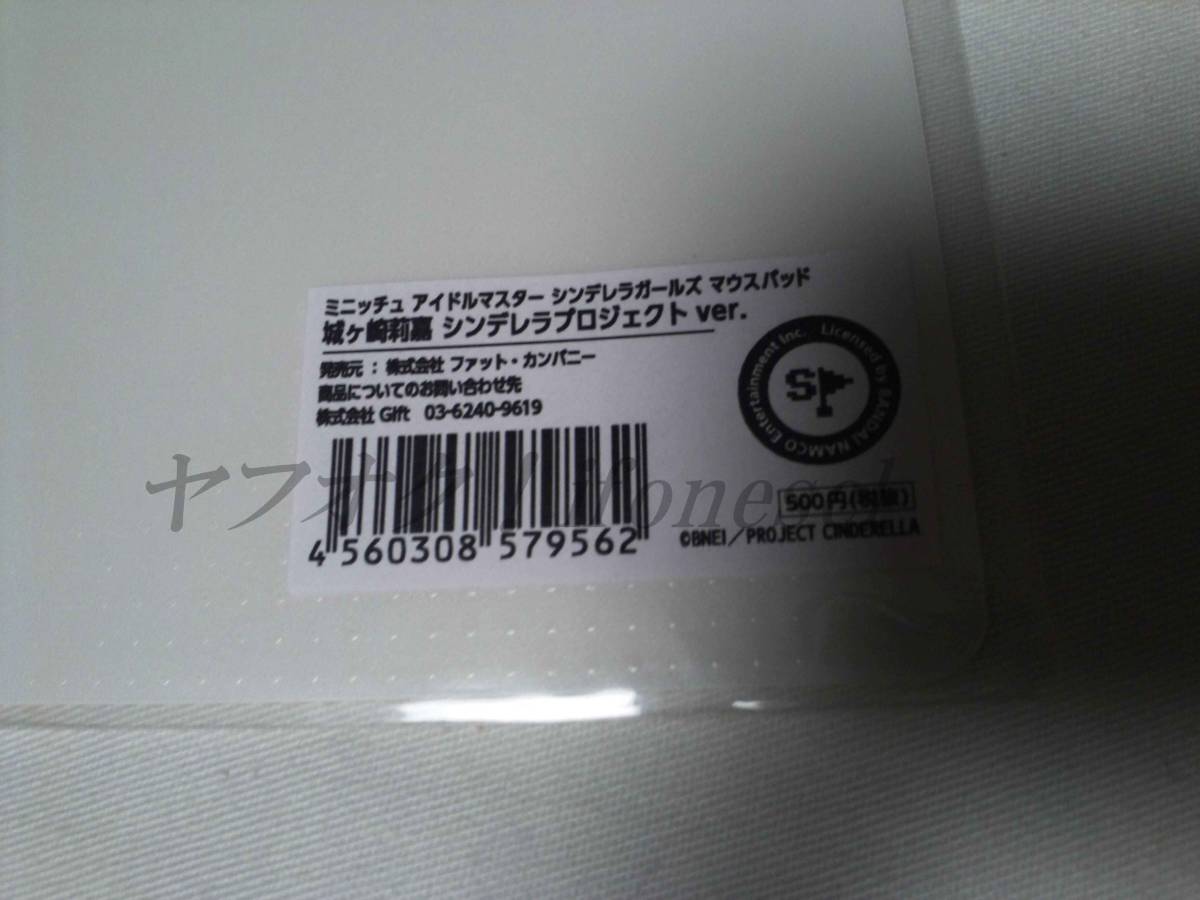 ミニッチュ アイドルマスター シンデレラガールズ マウスパッド
城ヶ崎莉嘉 シンデレラプロジェクト ver.
発売元：株式会社 ファット・カンパニー
商品についてのお問い合わせ先
株式会社 Gift 03-6240-9619
4 560308 579562
Licensed by BANDAI NAMCO Entertainment Inc.
S
500円(税抜)
©BNEI／PROJECT CINDERELLA
ヤフオク！